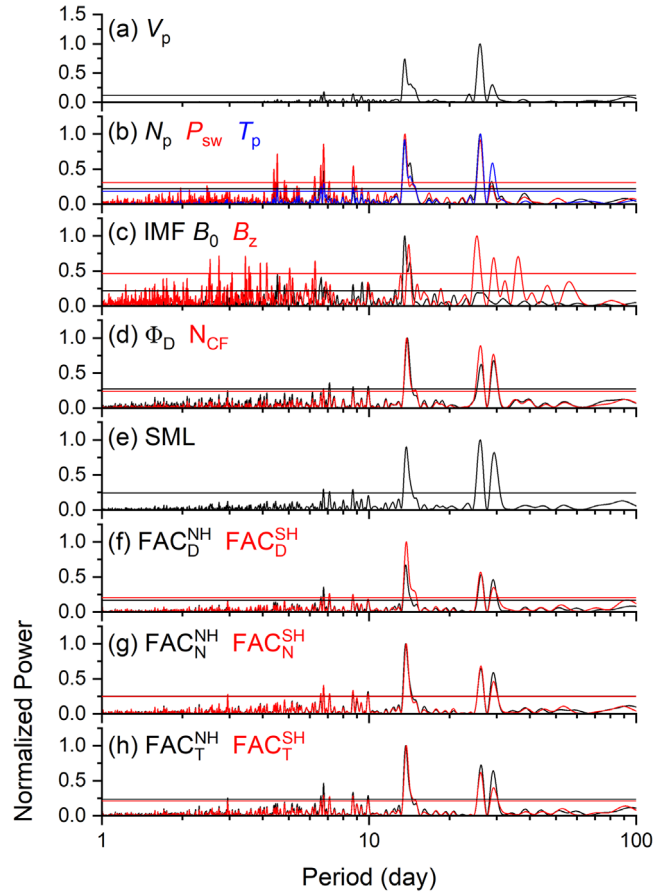 (a) Vp
1.5
1.0
0.5
0.0
(b) Np Psw Tp
1.0
0.5
0.0
(c) IMF B0 Bz
1.0
0.5
0.0
(d) ΦD NCF
1.0
0.5
0.0
(e) SML
1.0
0.5
0.0
(f) FAC_D^NH FAC_D^SH
1.0
0.5
0.0
(g) FAC_N^NH FAC_N^SH
1.0
0.5
0.0
(h) FAC_T^NH FAC_T^SH
1.0
0.5
0.0
1 10 100
Period (day)
Normalized Power